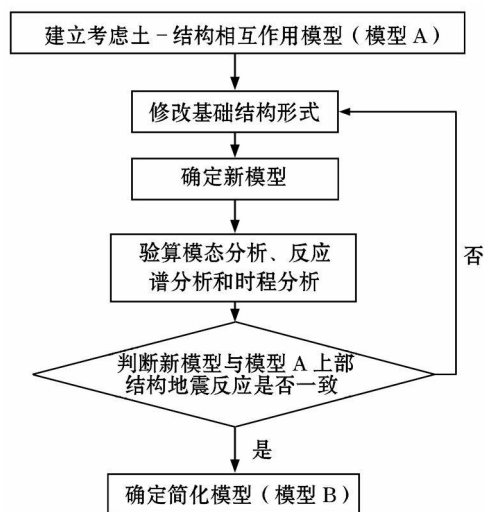 建立考虑土-结构相互作用模型（模型 A）
修改基础结构形式
确定新模型
验算模态分析、反应
谱分析和时程分析
否
判断新模型与模型 A 上部
结构地震反应是否一致
是
确定简化模型（模型 B）